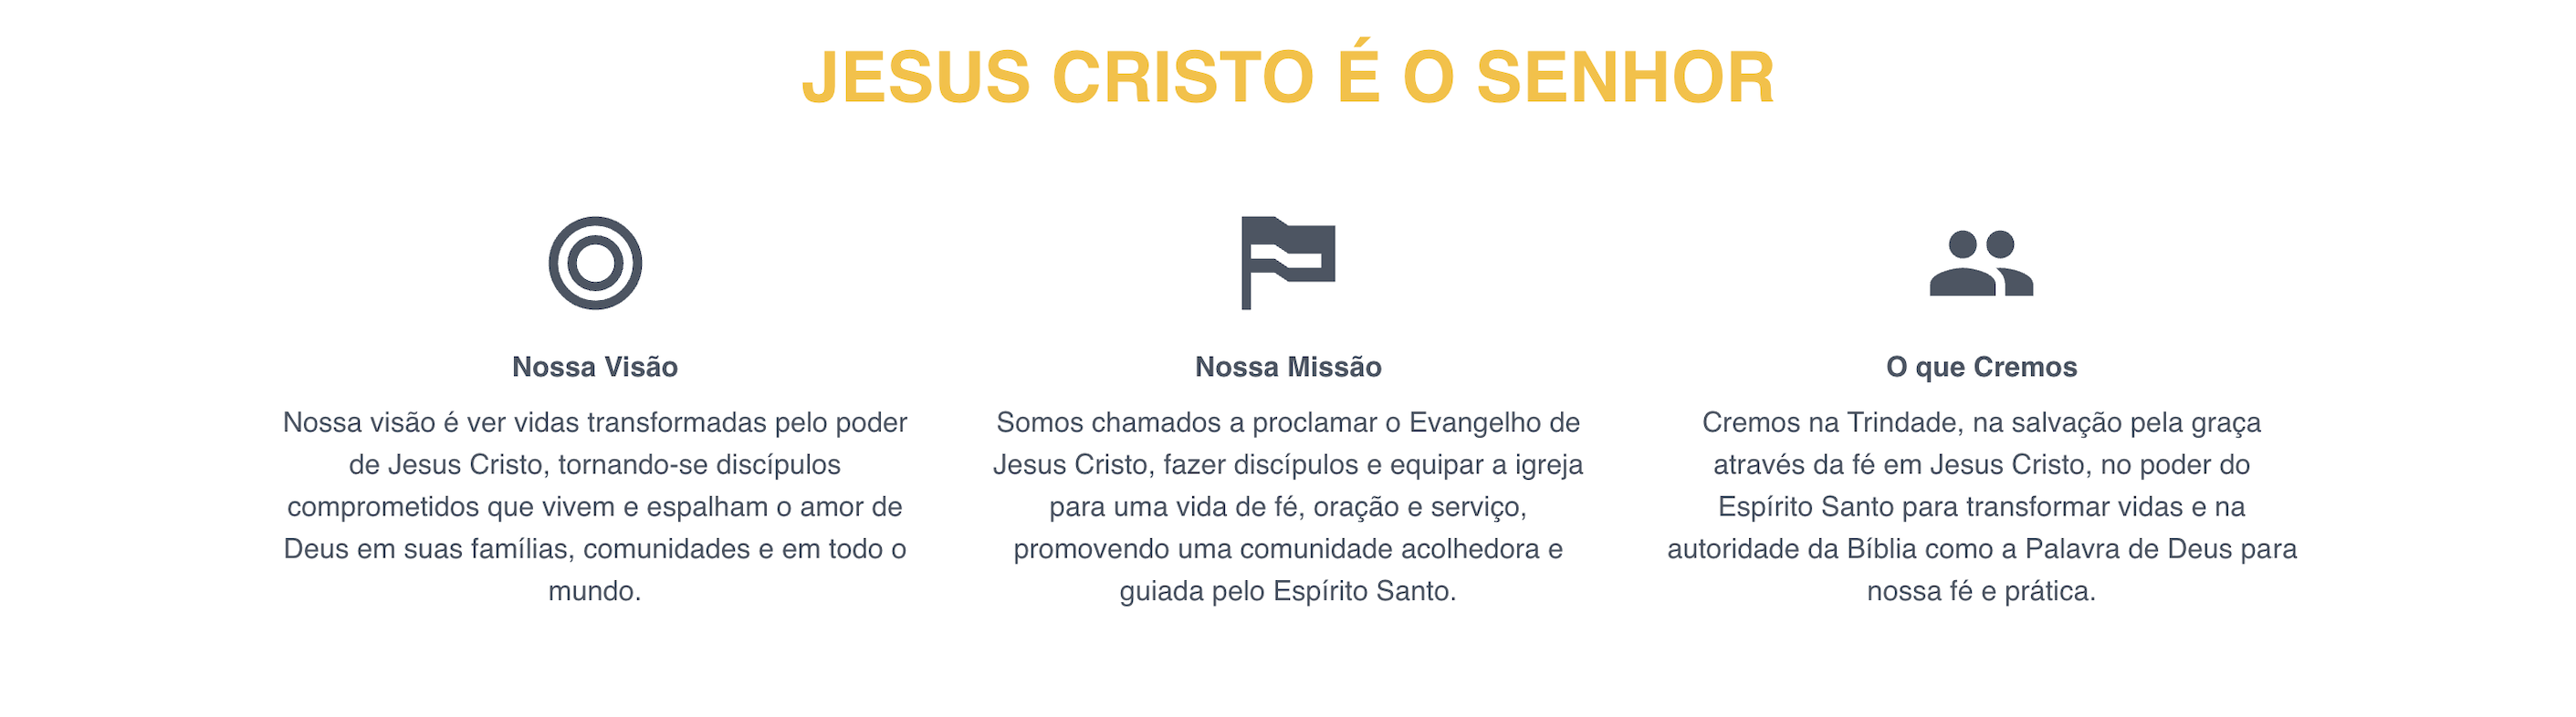 JESUS CRISTO É O SENHOR
Nossa Visão
Nossa visão é ver vidas transformadas pelo poder
de Jesus Cristo, tornando-se discípulos
comprometidos que vivem e espalham o amor de
Deus em suas famílias, comunidades e em todo o
mundo.
Nossa Missão
Somos chamados a proclamar o Evangelho de
Jesus Cristo, fazer discípulos e equipar a igreja
para uma vida de fé, oração e serviço,
promovendo uma comunidade acolhedora e
guiada pelo Espírito Santo.
O que Cremos
Cremos na Trindade, na salvação pela graça
através da fé em Jesus Cristo, no poder do
Espírito Santo para transformar vidas e na
autoridade da Bíblia como a Palavra de Deus para
nossa fé e prática.